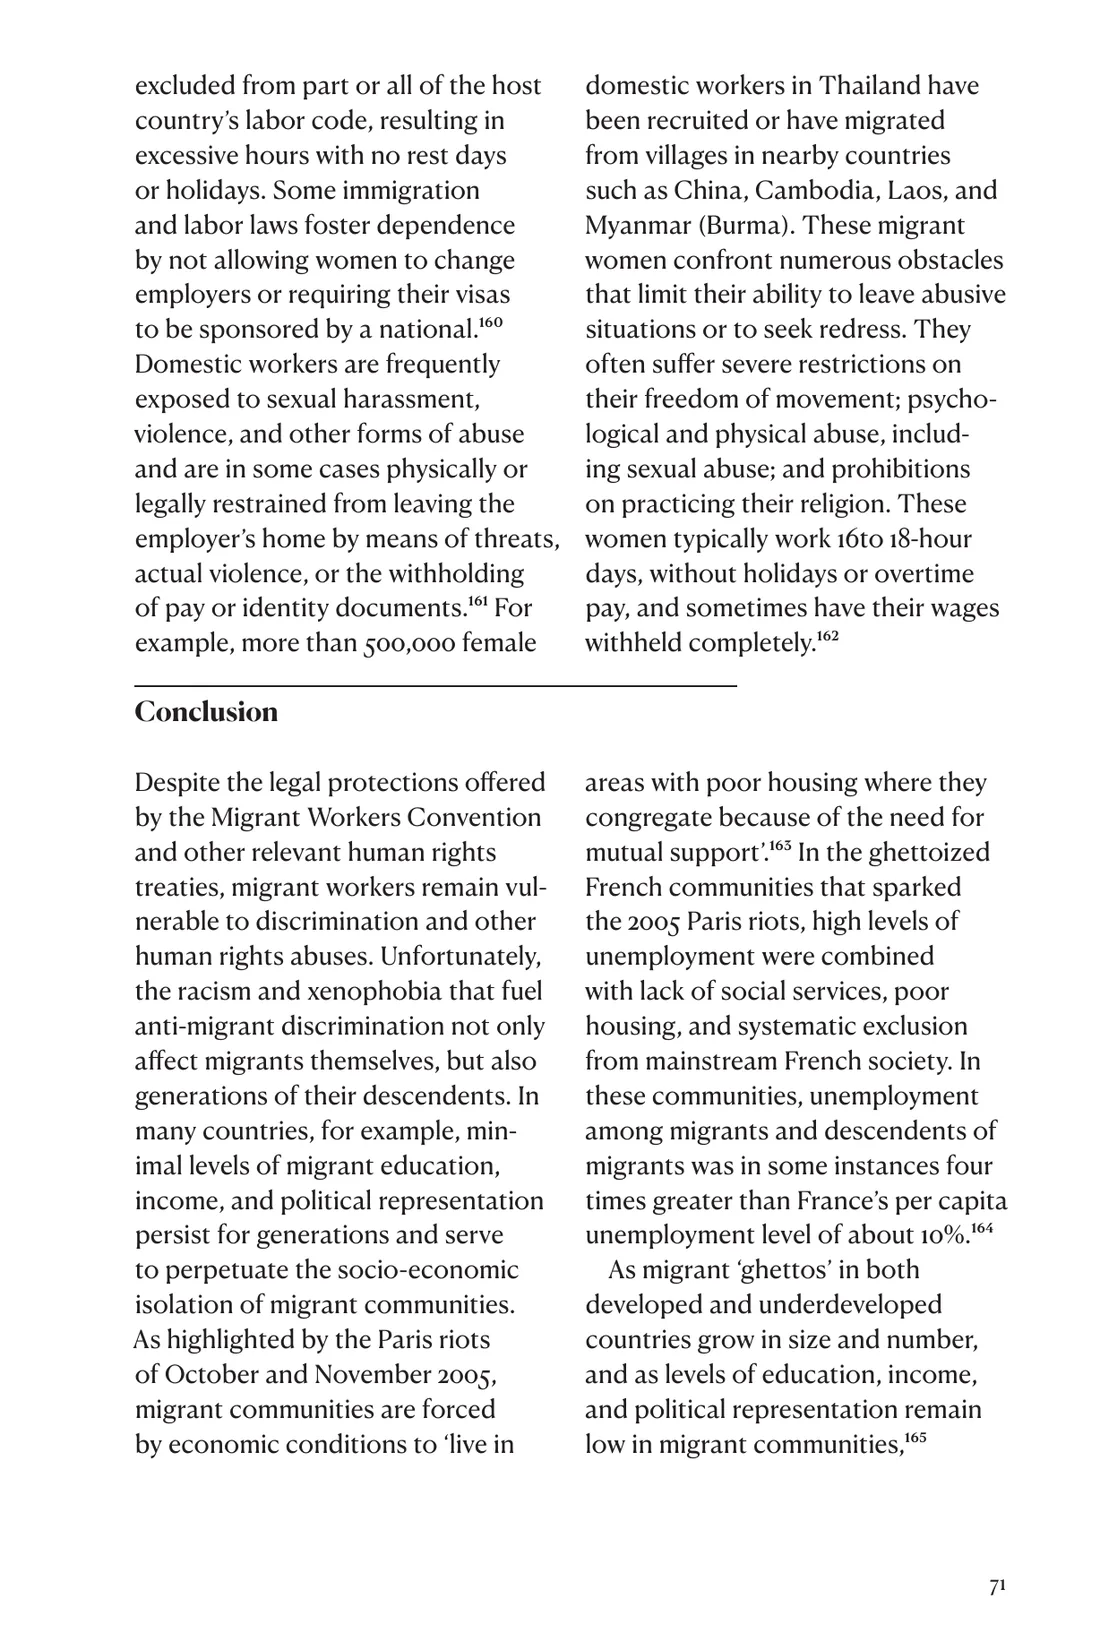 excluded from part or all of the host
country’s labor code, resulting in
excessive hours with no rest days
or holidays. Some immigration
and labor laws foster dependence
by not allowing women to change
employers or requiring their visas
to be sponsored by a national.160
Domestic workers are frequently
exposed to sexual harassment,
violence, and other forms of abuse
and are in some cases physically or
legally restrained from leaving the
employer’s home by means of threats,
actual violence, or the withholding
of pay or identity documents.161 For
example, more than 500,000 female
domestic workers in Thailand have
been recruited or have migrated
from villages in nearby countries
such as China, Cambodia, Laos, and
Myanmar (Burma). These migrant
women confront numerous obstacles
that limit their ability to leave abusive
situations or to seek redress. They
often suffer severe restrictions on
their freedom of movement; psycho-
logical and physical abuse, includ-
ing sexual abuse; and prohibitions
on practicing their religion. These
women typically work 16to 18-hour
days, without holidays or overtime
pay, and sometimes have their wages
withheld completely.162
Conclusion
Despite the legal protections offered
by the Migrant Workers Convention
and other relevant human rights
treaties, migrant workers remain vul-
nerable to discrimination and other
human rights abuses. Unfortunately,
the racism and xenophobia that fuel
anti-migrant discrimination not only
affect migrants themselves, but also
generations of their descendents. In
many countries, for example, min-
imal levels of migrant education,
income, and political representation
persist for generations and serve
to perpetuate the socio-economic
isolation of migrant communities.
As highlighted by the Paris riots
of October and November 2005,
migrant communities are forced
by economic conditions to ‘live in
areas with poor housing where they
congregate because of the need for
mutual support’.163 In the ghettoized
French communities that sparked
the 2005 Paris riots, high levels of
unemployment were combined
with lack of social services, poor
housing, and systematic exclusion
from mainstream French society. In
these communities, unemployment
among migrants and descendents of
migrants was in some instances four
times greater than France’s per capita
unemployment level of about 10%.164
As migrant ‘ghettos’ in both
developed and underdeveloped
countries grow in size and number,
and as levels of education, income,
and political representation remain
low in migrant communities,165
71